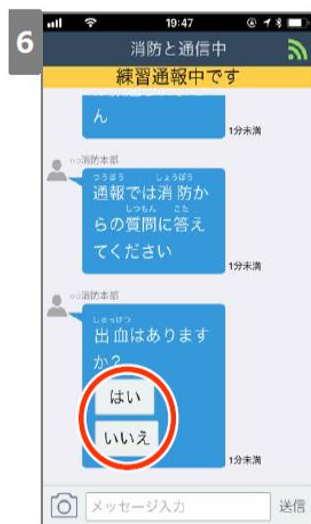 6
19:47
消防と通信中
練習通報中です
ん
1分未満
○○消防本部
つうほう しょうぼう
通報では消防か
しつもん こた
らの質問に答え
てください
1分未満
○○消防本部
しゅっけつ
出血はあります
か?
はい
いいえ
1分未満
メッセージ入力
送信